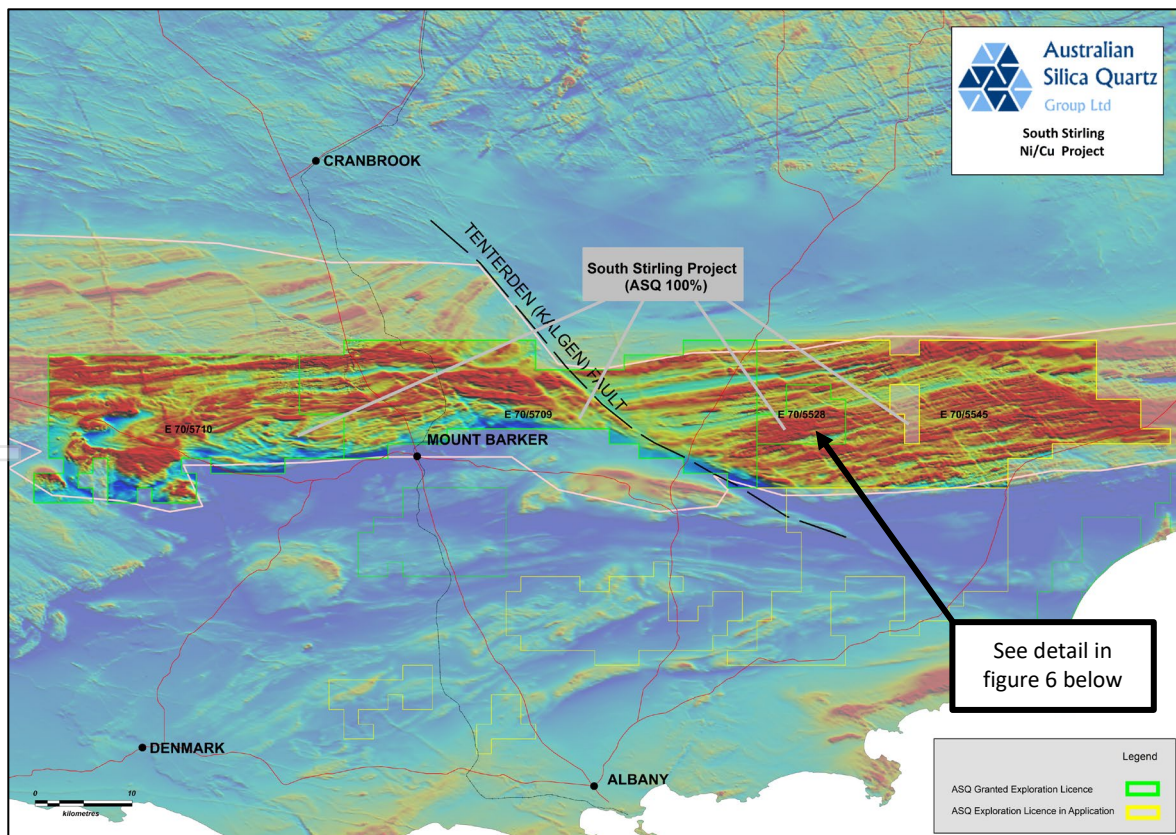 Australian
Silica Quartz
Group Ltd
South Stirling
Ni/Cu Project
CRANBROOK
TENTERDEN (KALGEN) FAULT
South Stirling Project
(ASQ 100%)
E 70/5710
E 70/5709
E 70/5528
E 70/5545
MOUNT BARKER
See detail in
figure 6 below
DENMARK
ALBANY
0 10
kilometres
Legend
ASQ Granted Exploration Licence
ASQ Exploration Licence in Application